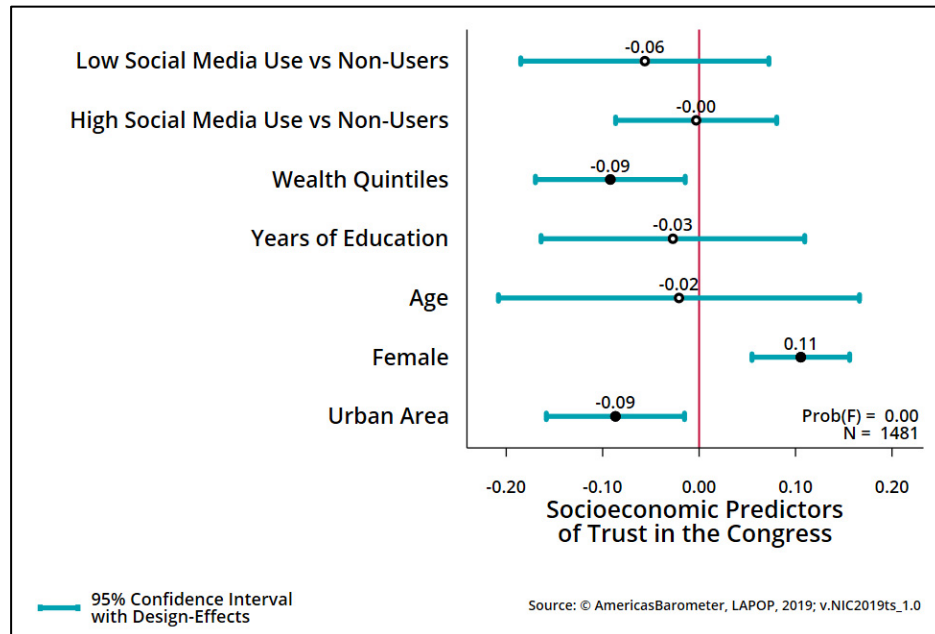 Low Social Media Use vs Non-Users
-0.06
High Social Media Use vs Non-Users
-0.00
Wealth Quintiles
-0.09
Years of Education
-0.03
Age
-0.02
Female
0.11
Urban Area
-0.09
Prob(F) = 0.00
N = 1481
-0.20 -0.10 0.00 0.10 0.20
Socioeconomic Predictors
of Trust in the Congress
95% Confidence Interval
with Design-Effects
Source: © AmericasBarometer, LAPOP, 2019; v.NIC2019ts_1.0